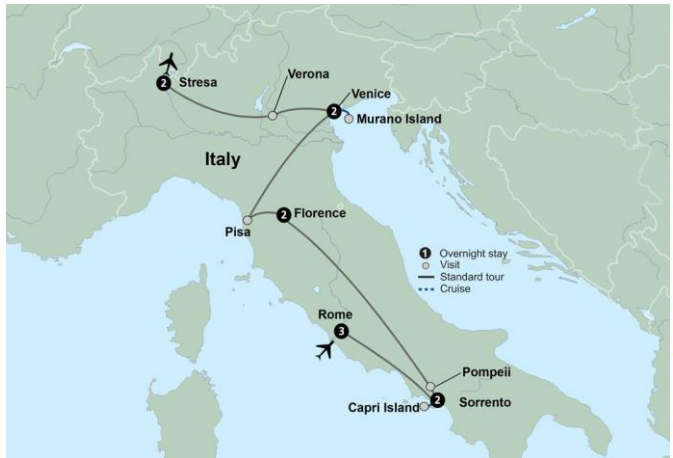 2 Stresa
Verona
2 Venice
Murano Island
Italy
2 Florence
Pisa
1 Overnight stay
Visit
Standard tour
Cruise
Rome
3
Pompeii
Capri Island
2 Sorrento